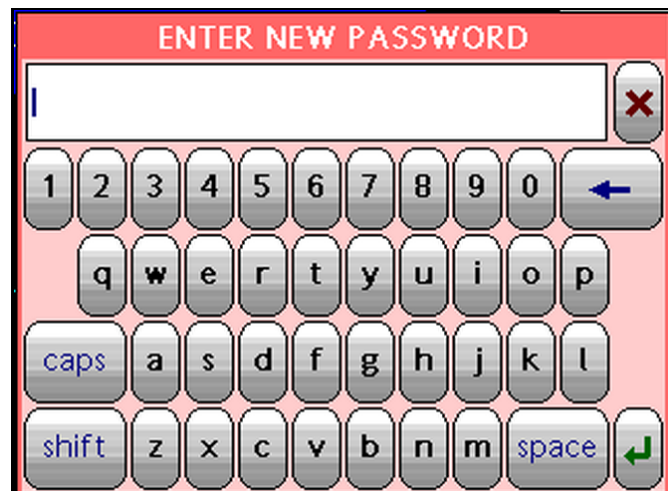 ENTER NEW PASSWORD
1 2 3 4 5 6 7 8 9 0
q w e r t y u i o p
caps a s d f g h j k l
shift z x c v b n m space